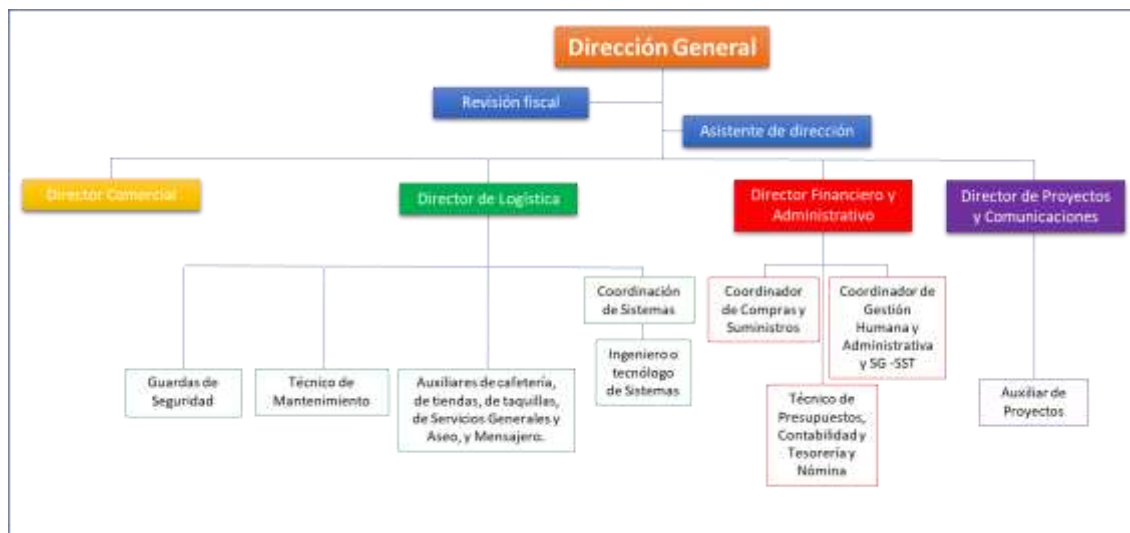 Dirección General
Revisión fiscal
Asistente de dirección
Director Comercial
Director de Logística
Director Financiero y
Administrativo
Director de Proyectos
y Comunicaciones
Coordinación
de Sistemas
Coordinador
de Compras y
Suministros
Coordinador de
Gestión
Humana y
Administrativa
y SG -SST
Guardas de
Seguridad
Técnico de
Mantenimiento
Auxiliares de cafetería,
de tiendas, de taquillas,
de Servicios Generales y
Aseo, y Mensajero.
Ingeniero o
tecnólogo
de Sistemas
Técnico de
Presupuestos,
Contabilidad y
Tesorería y
Nómina
Auxiliar de
Proyectos